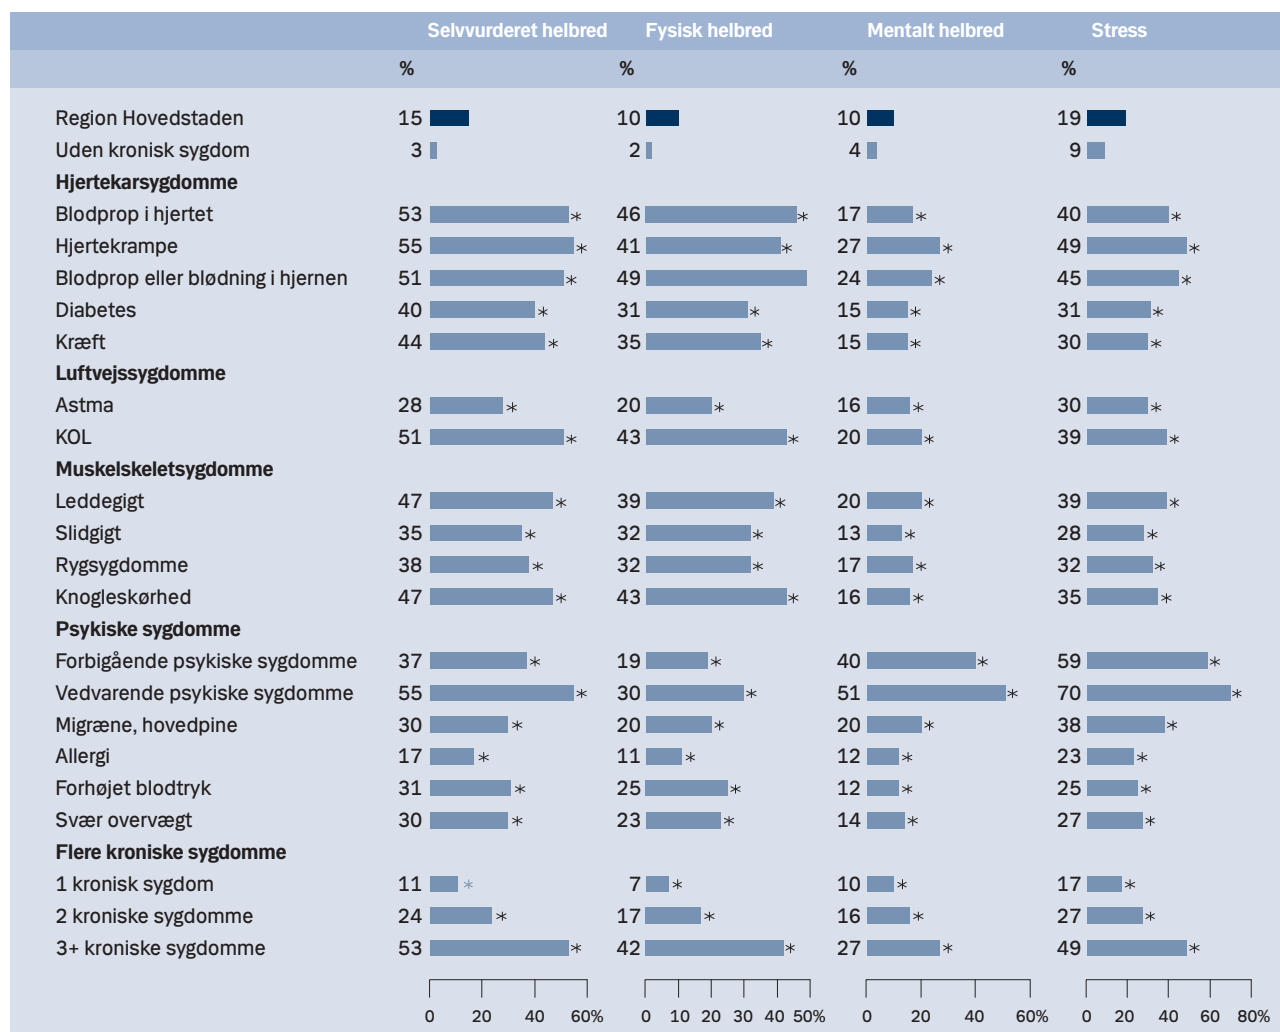 Selvvurderet helbred Fysisk helbred Mentalt helbred Stress
% % % %
Region Hovedstaden 15 10 10 19
Uden kronisk sygdom 3 2 4 9
Hjertekarsygdomme
Blodprop i hjertet 53 * 46 * 17 * 40 *
Hjertekrampe 55 * 41 * 27 * 49 *
Blodprop eller blødning i hjernen 51 * 49 24 * 45 *
Diabetes 40 * 31 * 15 * 31 *
Kræft 44 * 35 * 15 * 30 *
Luftvejssygdomme
Astma 28 * 20 * 16 * 30 *
KOL 51 * 43 * 20 * 39 *
Muskelskeletsygdomme
Leddegigt 47 * 39 * 20 * 39 *
Slidgigt 35 * 32 * 13 * 28 *
Rygsygdomme 38 * 32 * 17 * 32 *
Knogleskørhed 47 * 43 * 16 * 35 *
Psykiske sygdomme
Forbigående psykiske sygdomme 37 * 19 * 40 * 59 *
Vedvarende psykiske sygdomme 55 * 30 * 51 * 70 *
Migræne, hovedpine 30 * 20 * 20 * 38 *
Allergi 17 * 11 * 12 * 23 *
Forhøjet blodtryk 31 * 25 * 12 * 25 *
Svær overvægt 30 * 23 * 14 * 27 *
Flere kroniske sygdomme
1 kronisk sygdom 11 * 7 * 10 * 17 *
2 kroniske sygdomme 24 * 17 * 16 * 27 *
3+ kroniske sygdomme 53 * 42 * 27 * 49 *
0 20 40 60% 0 10 20 30 40 50% 0 20 40 60% 0 20 40 60 80%